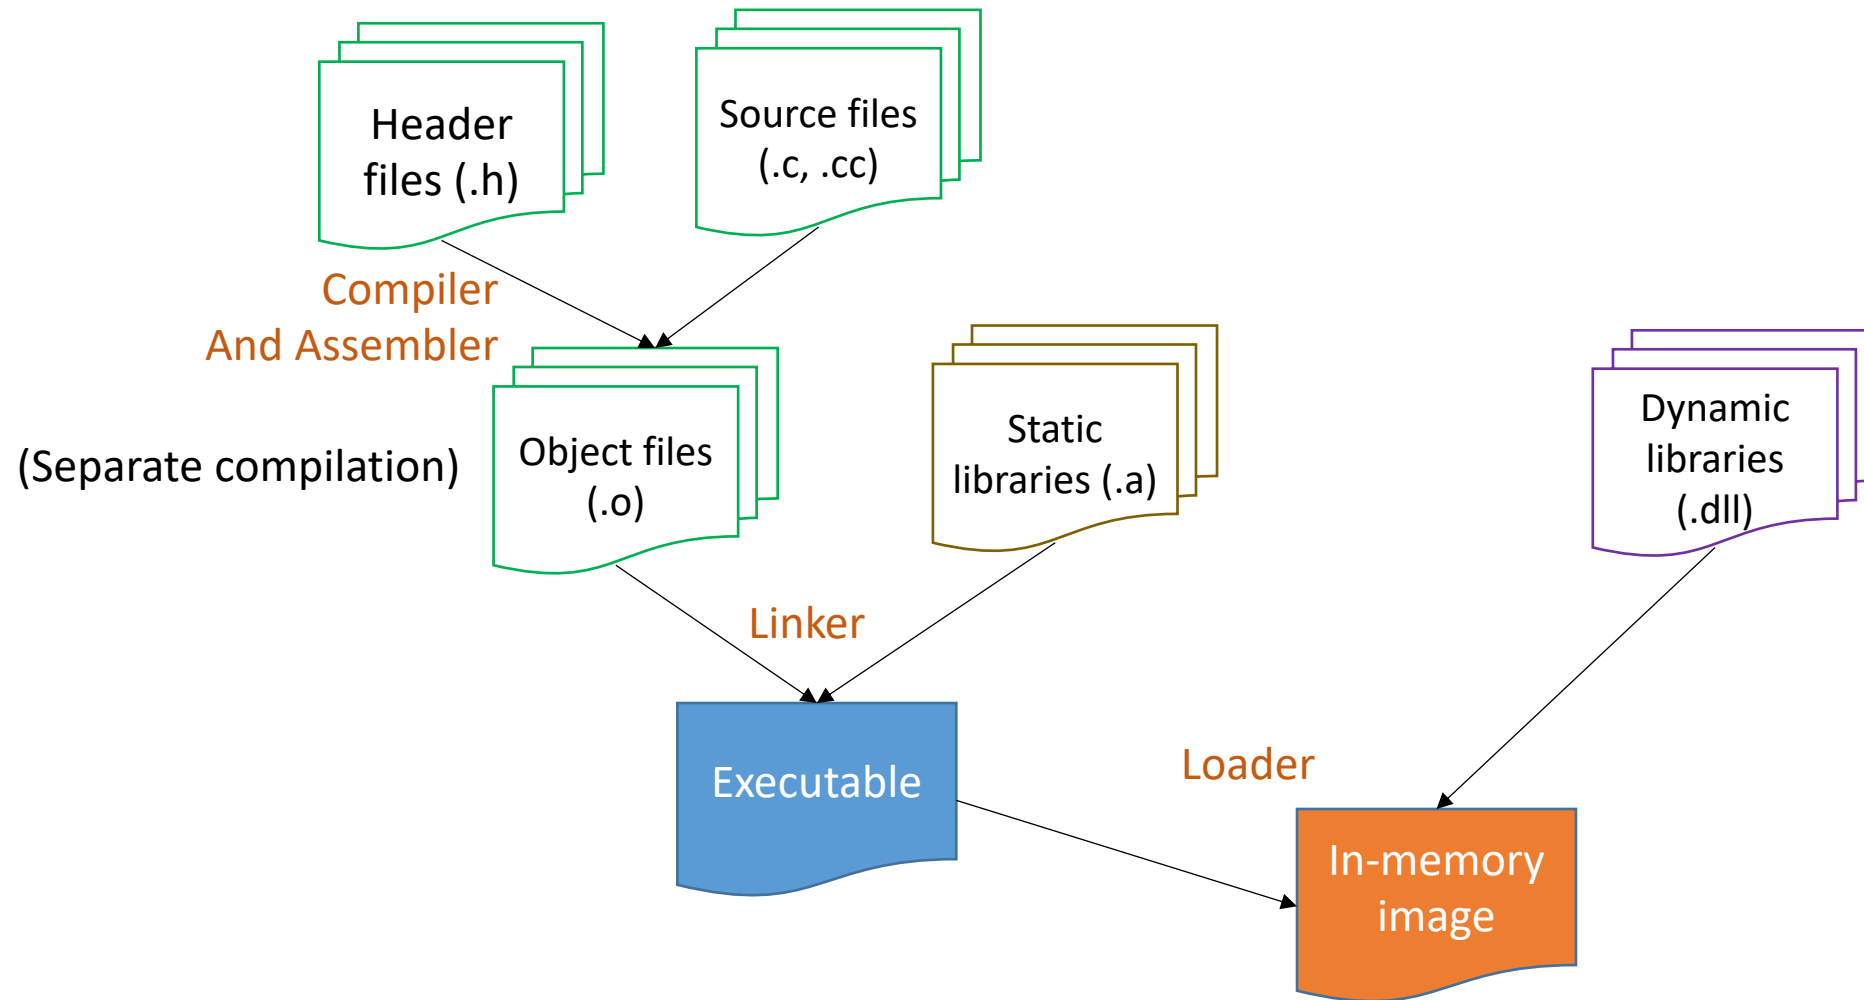 Header
files (.h)
Source files
(.c, .cc)
Compiler
And Assembler
(Separate compilation)
Object files
(.o)
Static
libraries (.a)
Dynamic
libraries
(.dll)
Linker
Executable
Loader
In-memory
image